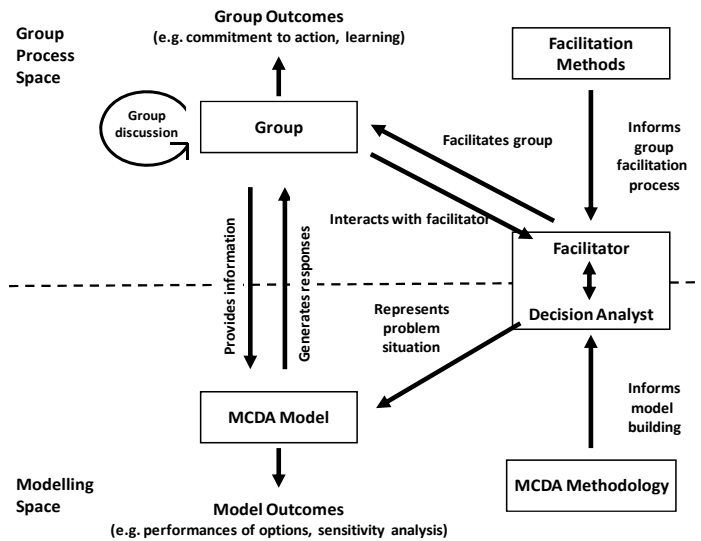 Group
Process
Space
Group Outcomes
(e.g. commitment to action, learning)
Facilitation
Methods
Group
discussion
Group
Facilitates group
Informs
group
facilitation
process
Interacts with facilitator
Facilitator
Decision Analyst
Provides information
Generates responses
Represents
problem
situation
MCDA Model
Informs
model
building
MCDA Methodology
Modelling
Space
Model Outcomes
(e.g. performances of options, sensitivity analysis)